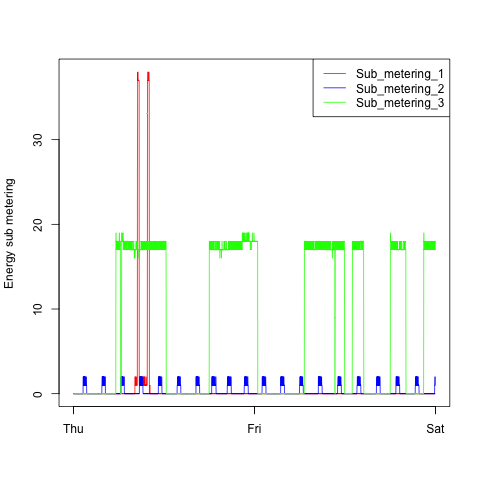 Sub_metering_1
Sub_metering_2
Sub_metering_3
Energy sub metering
30
20
10
0
Thu Fri Sat